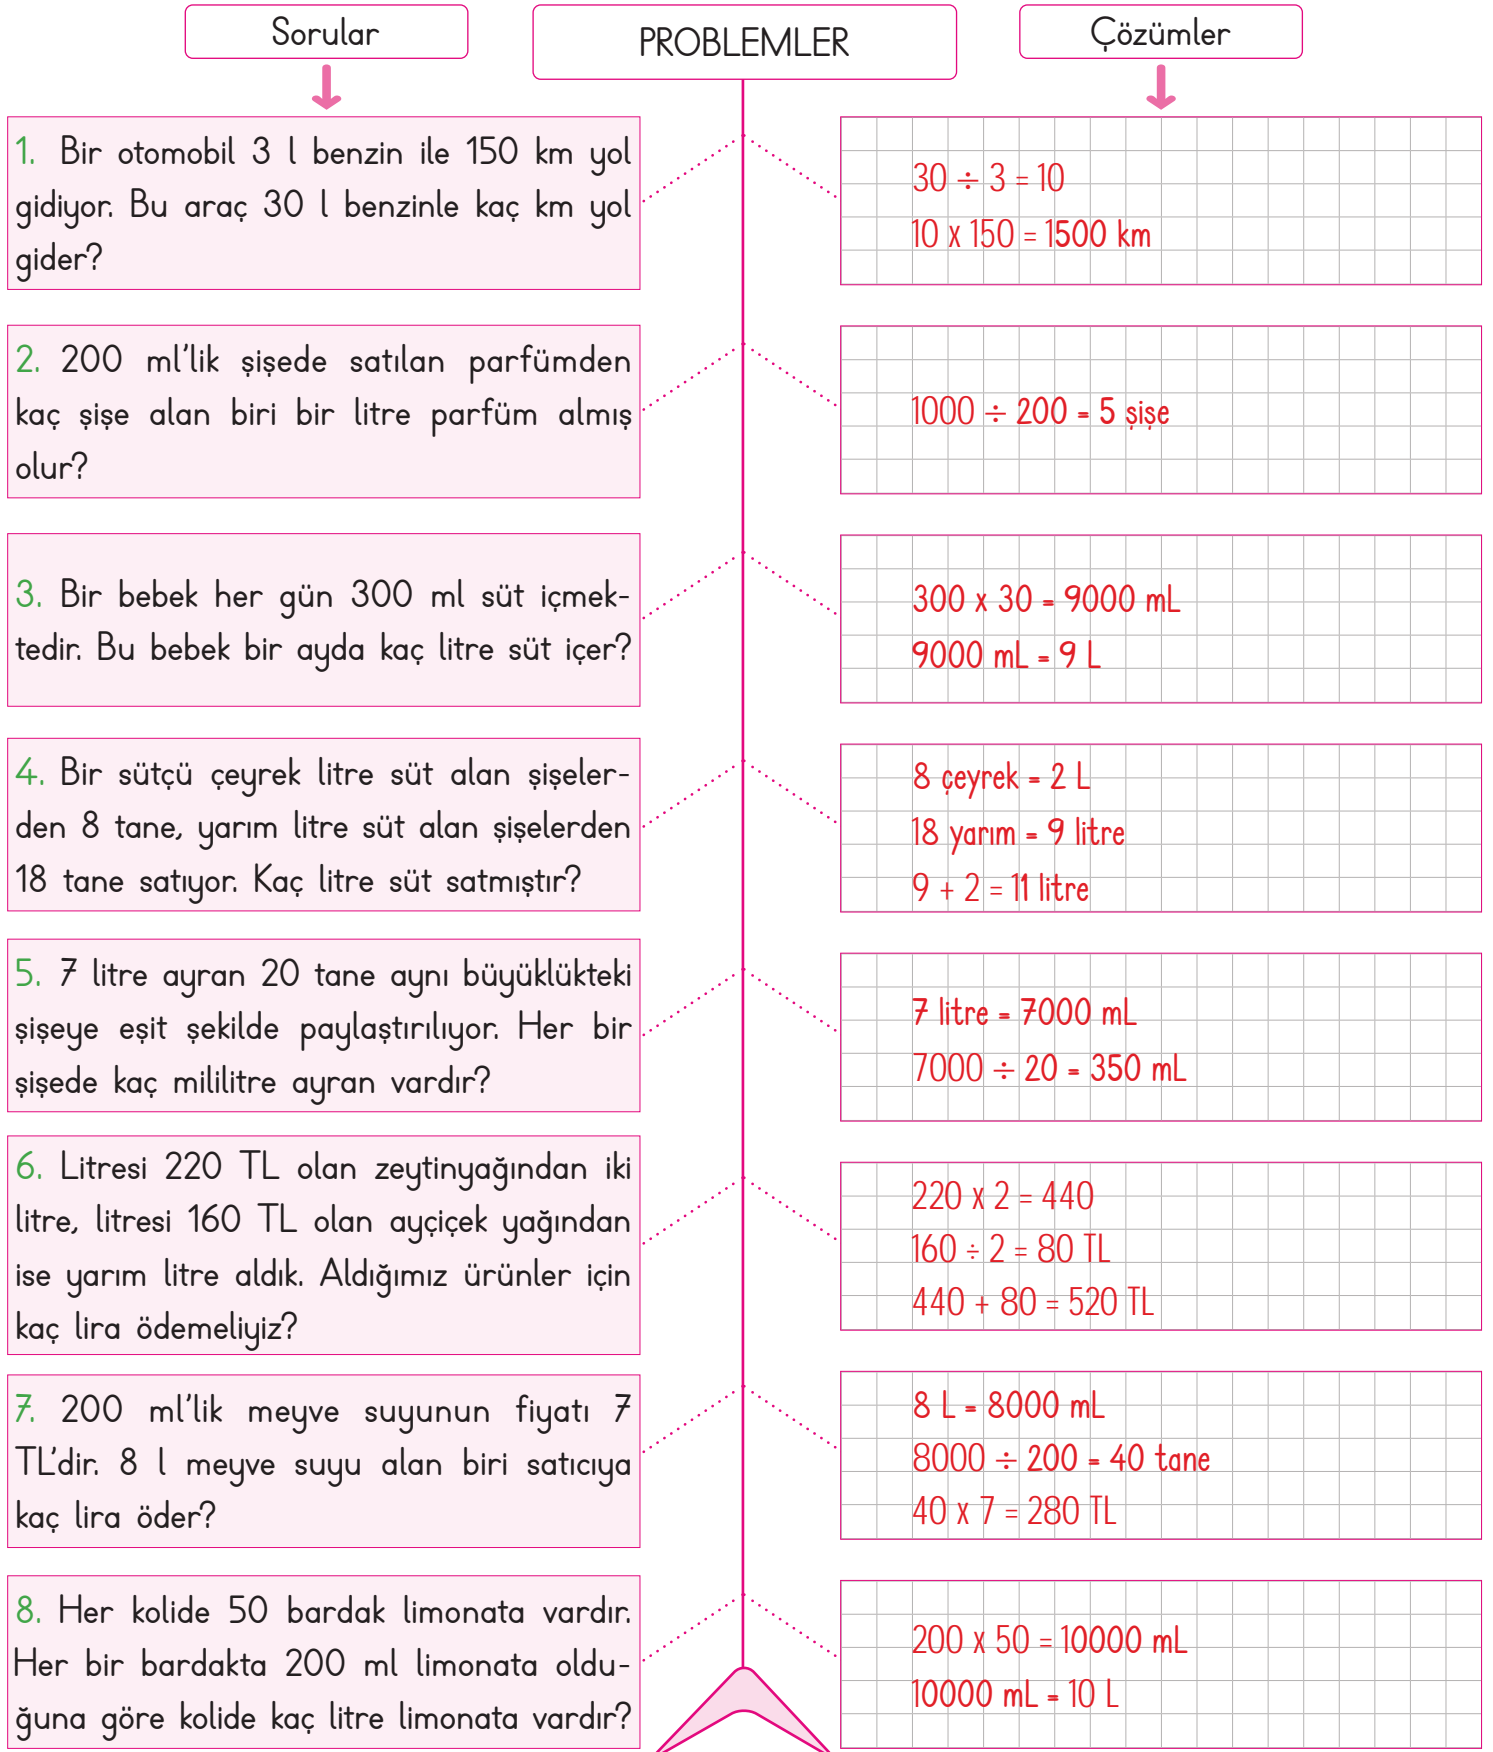 Sorular
PROBLEMLER
Çözümler
1. Bir otomobil 3 l benzin ile 150 km yol
gidiyor. Bu araç 30 l benzinle kaç km yol
gider?
30 ÷ 3 = 10
10 x 150 = 1500 km
2. 200 ml'lik şişede satılan parfümden
kaç şişe alan biri bir litre parfüm almış
olur?
1000 ÷ 200 = 5 şişe
3. Bir bebek her gün 300 ml süt içmek-
tedir. Bu bebek bir ayda kaç litre süt içer?
300 x 30 = 9000 mL
9000 mL = 9 L
4. Bir sütçü çeyrek litre süt alan şişeler-
den 8 tane, yarım litre süt alan şişelerden
18 tane satıyor. Kaç litre süt satmıştır?
8 çeyrek = 2 L
18 yarım = 9 litre
9 + 2 = 11 litre
5. 7 litre ayran 20 tane aynı büyüklükteki
şişeye eşit şekilde paylaştırılıyor. Her bir
şişede kaç mililitre ayran vardır?
7 litre = 7000 mL
7000 ÷ 20 = 350 mL
6. Litresi 220 TL olan zeytinyağından iki
litre, litresi 160 TL olan ayçiçek yağından
ise yarım litre aldık. Aldığımız ürünler için
kaç lira ödemeliyiz?
220 x 2 = 440
160 ÷ 2 = 80 TL
440 + 80 = 520 TL
7. 200 ml'lik meyve suyunun fiyatı 7
TL'dir. 8 l meyve suyu alan biri satıcıya
kaç lira öder?
8 L = 8000 mL
8000 ÷ 200 = 40 tane
40 x 7 = 280 TL
8. Her kolide 50 bardak limonata vardır.
Her bir bardakta 200 ml limonata oldu-
ğuna göre kolide kaç litre limonata vardır?
200 x 50 = 10000 mL
10000 mL = 10 L